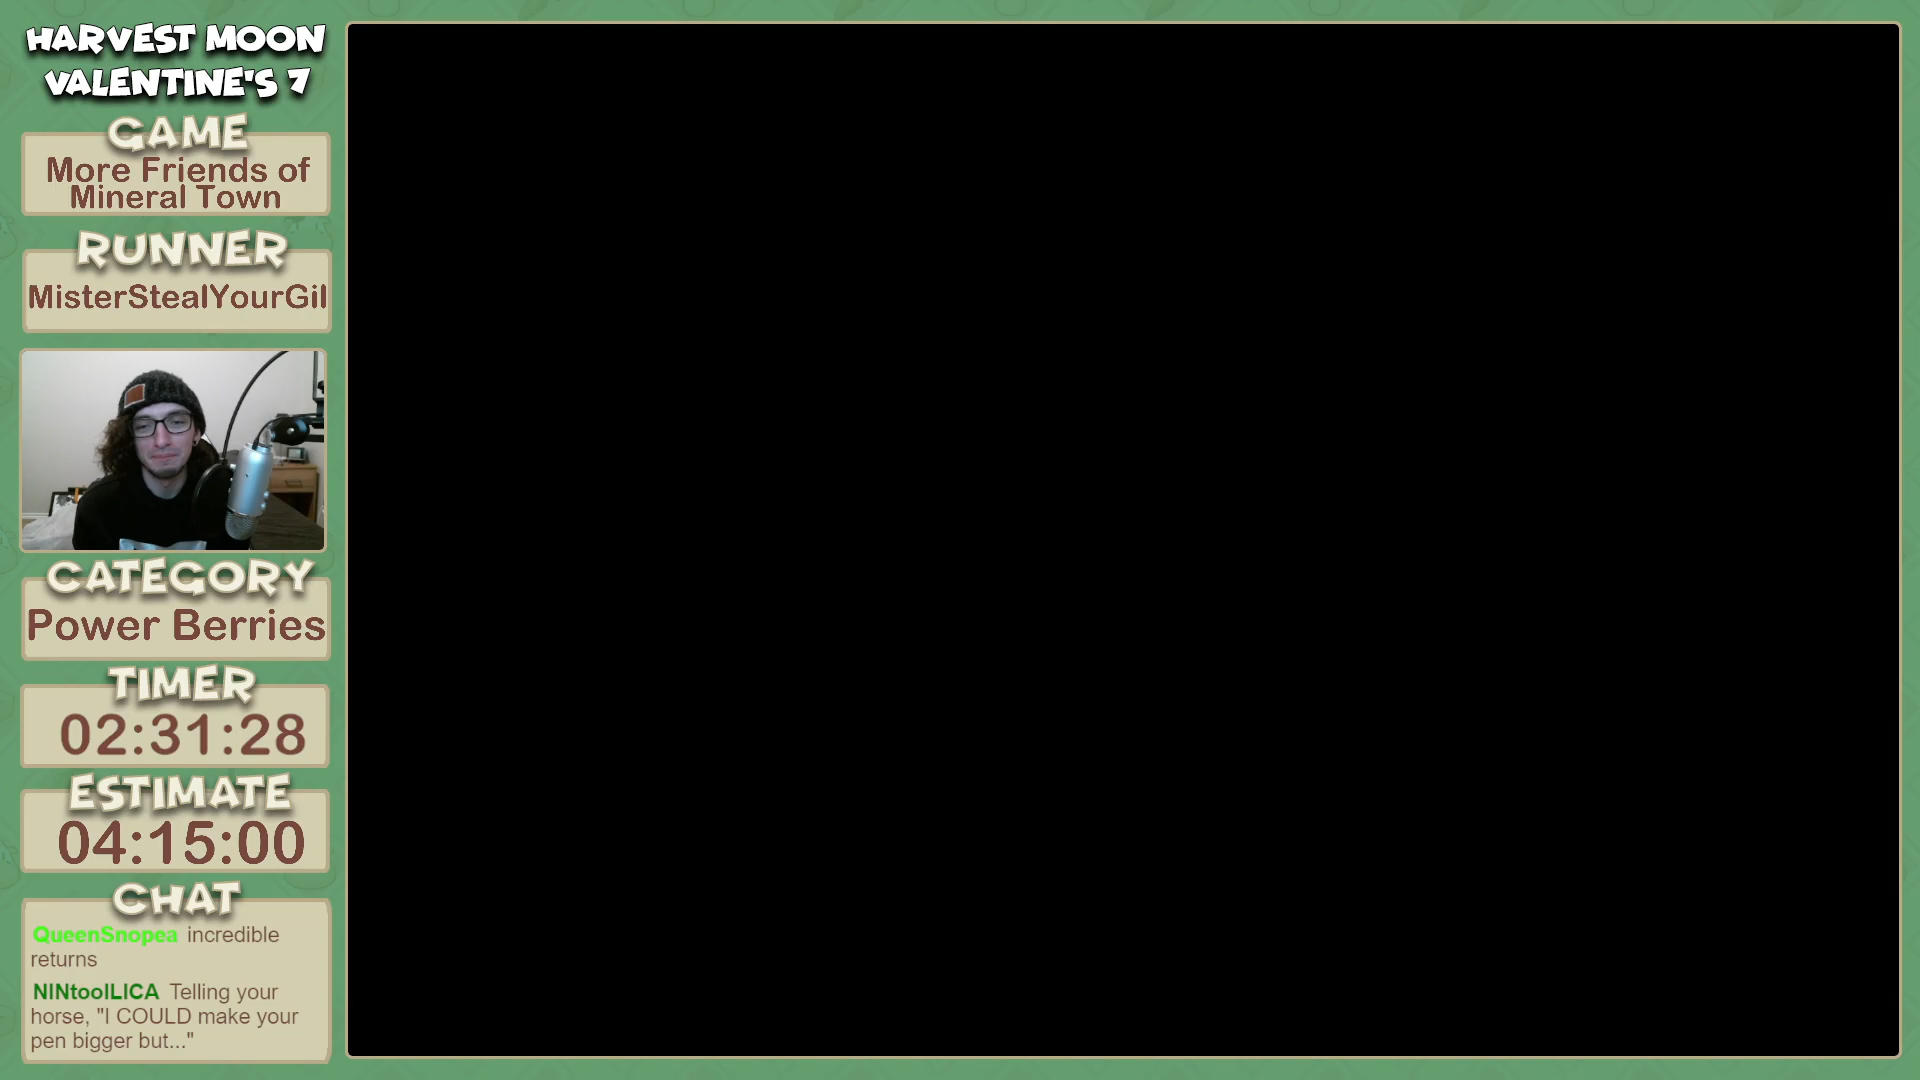 HARVEST MOON
VALENTINE'S 7
GAME
More Friends of
Mineral Town
RUNNER
MisterStealYourGil
CATEGORY
Power Berries
TIMER
02:31:28
ESTIMATE
04:15:00
CHAT
QueenSnopea incredible
returns
NINtoolLICA Telling your
horse, "I COULD make your
pen bigger but..."